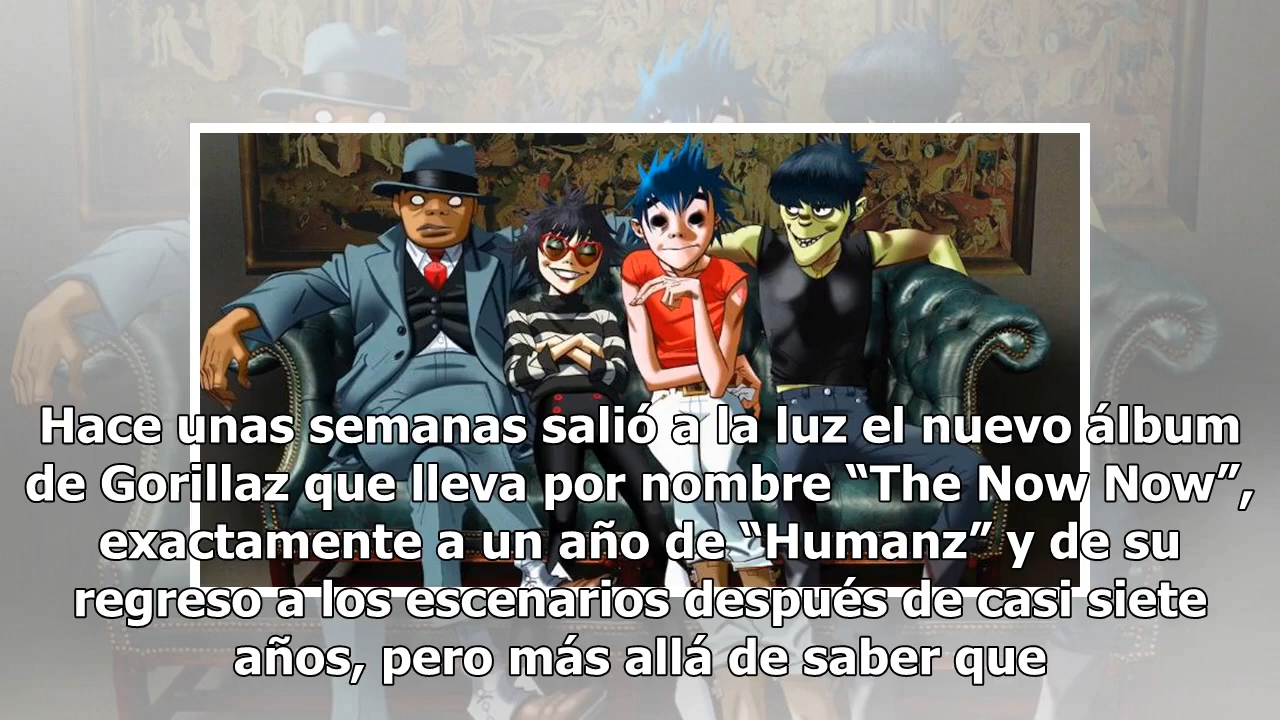 Hace unas semanas salió a la luz el nuevo álbum
de Gorillaz que lleva por nombre “The Now Now”,
exactamente a un año de “Humanz” y de su
regreso a los escenarios después de casi siete
años, pero más allá de saber que